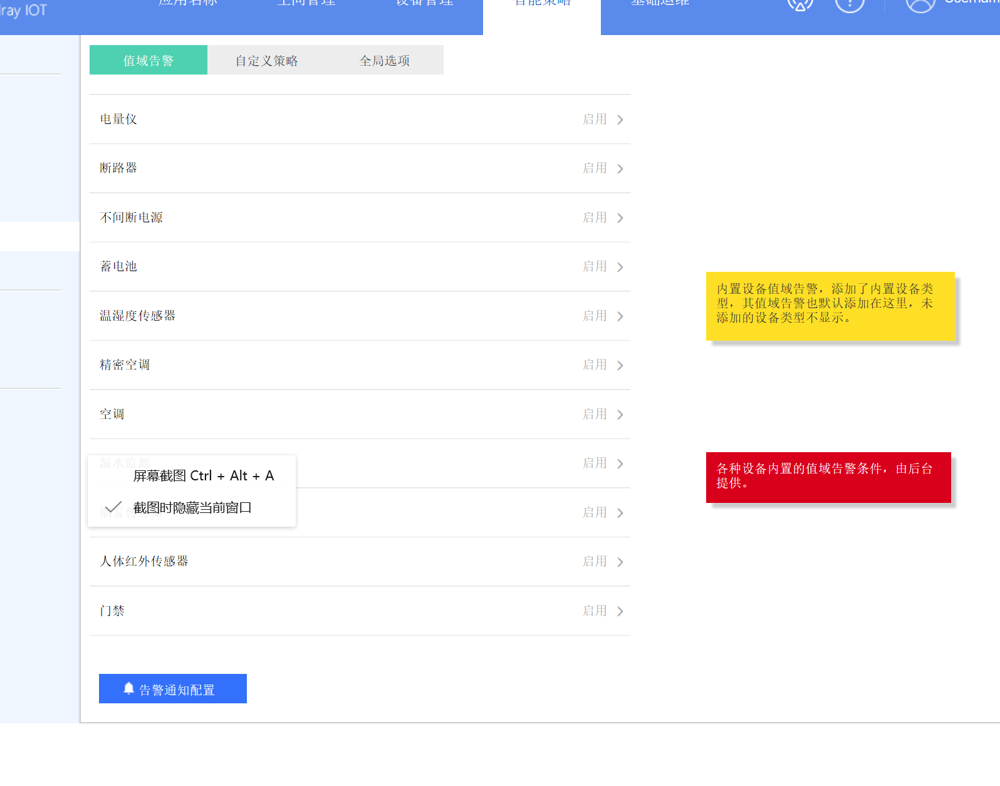 ray IOT
应用名称
空间管理
设备管理
智能策略
基础运维
?
值域告警
自定义策略
全局选项
电量仪
启用
断路器
启用
不间断电源
启用
蓄电池
启用
温湿度传感器
启用
精密空调
启用
空调
启用
漏水监测
启用
屏幕截图 Ctrl + Alt + A
截图时隐藏当前窗口
启用
人体红外传感器
启用
门禁
启用
告警通知配置
内置设备值域告警，添加了内置设备类
型，其值域告警也默认添加在这里，未
添加的设备类型不显示。
各种设备内置的值域告警条件，由后台
提供。